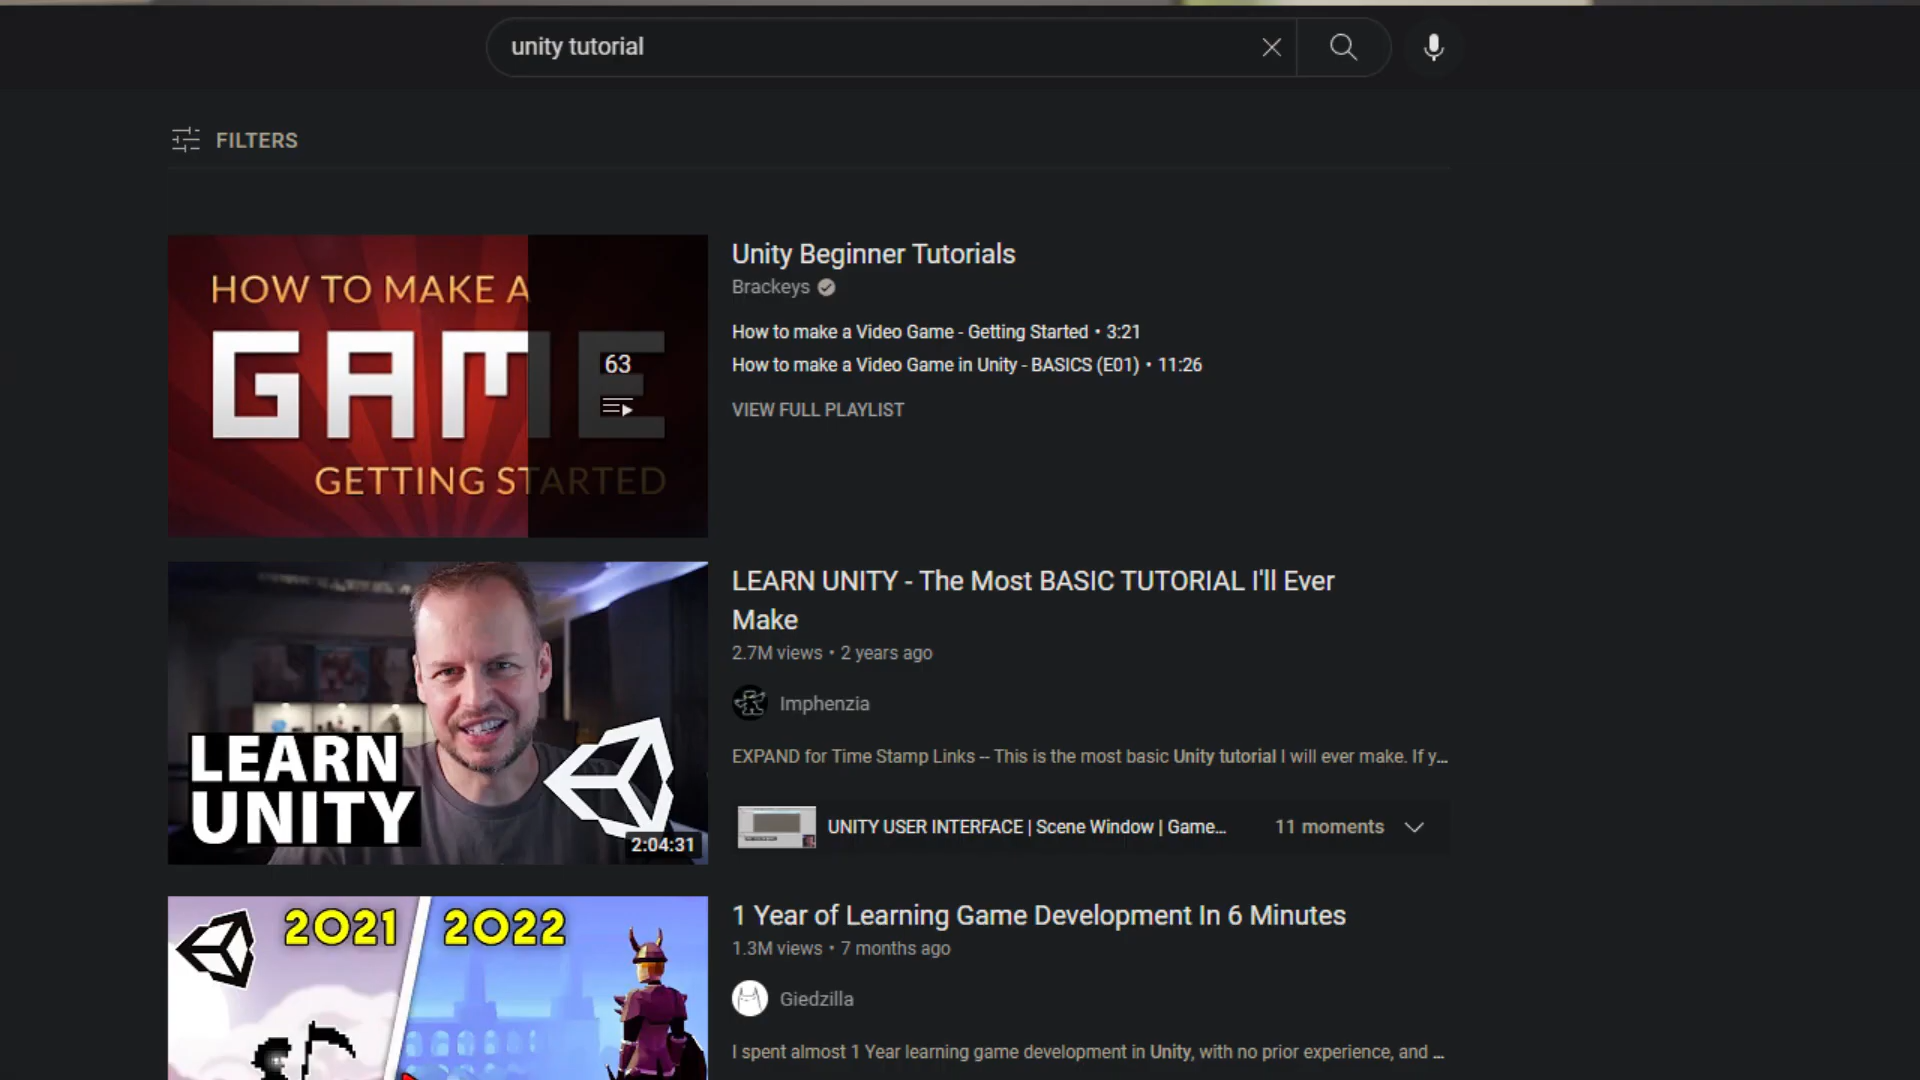 unity tutorial
FILTERS
HOW TO MAKE A
GAME
63
GETTING STARTED
Unity Beginner Tutorials
Brackeys
How to make a Video Game - Getting Started • 3:21
How to make a Video Game in Unity - BASICS (E01) • 11:26
VIEW FULL PLAYLIST
LEARN
UNITY
2:04:31
LEARN UNITY - The Most BASIC TUTORIAL I'll Ever
Make
2.7M views • 2 years ago
Imphenzia
EXPAND for Time Stamp Links -- This is the most basic Unity tutorial I will ever make. If y...
UNITY USER INTERFACE | Scene Window | Game...
11 moments
2021
2022
1 Year of Learning Game Development In 6 Minutes
1.3M views • 7 months ago
Giedzilla
I spent almost 1 Year learning game development in Unity, with no prior experience, and ...